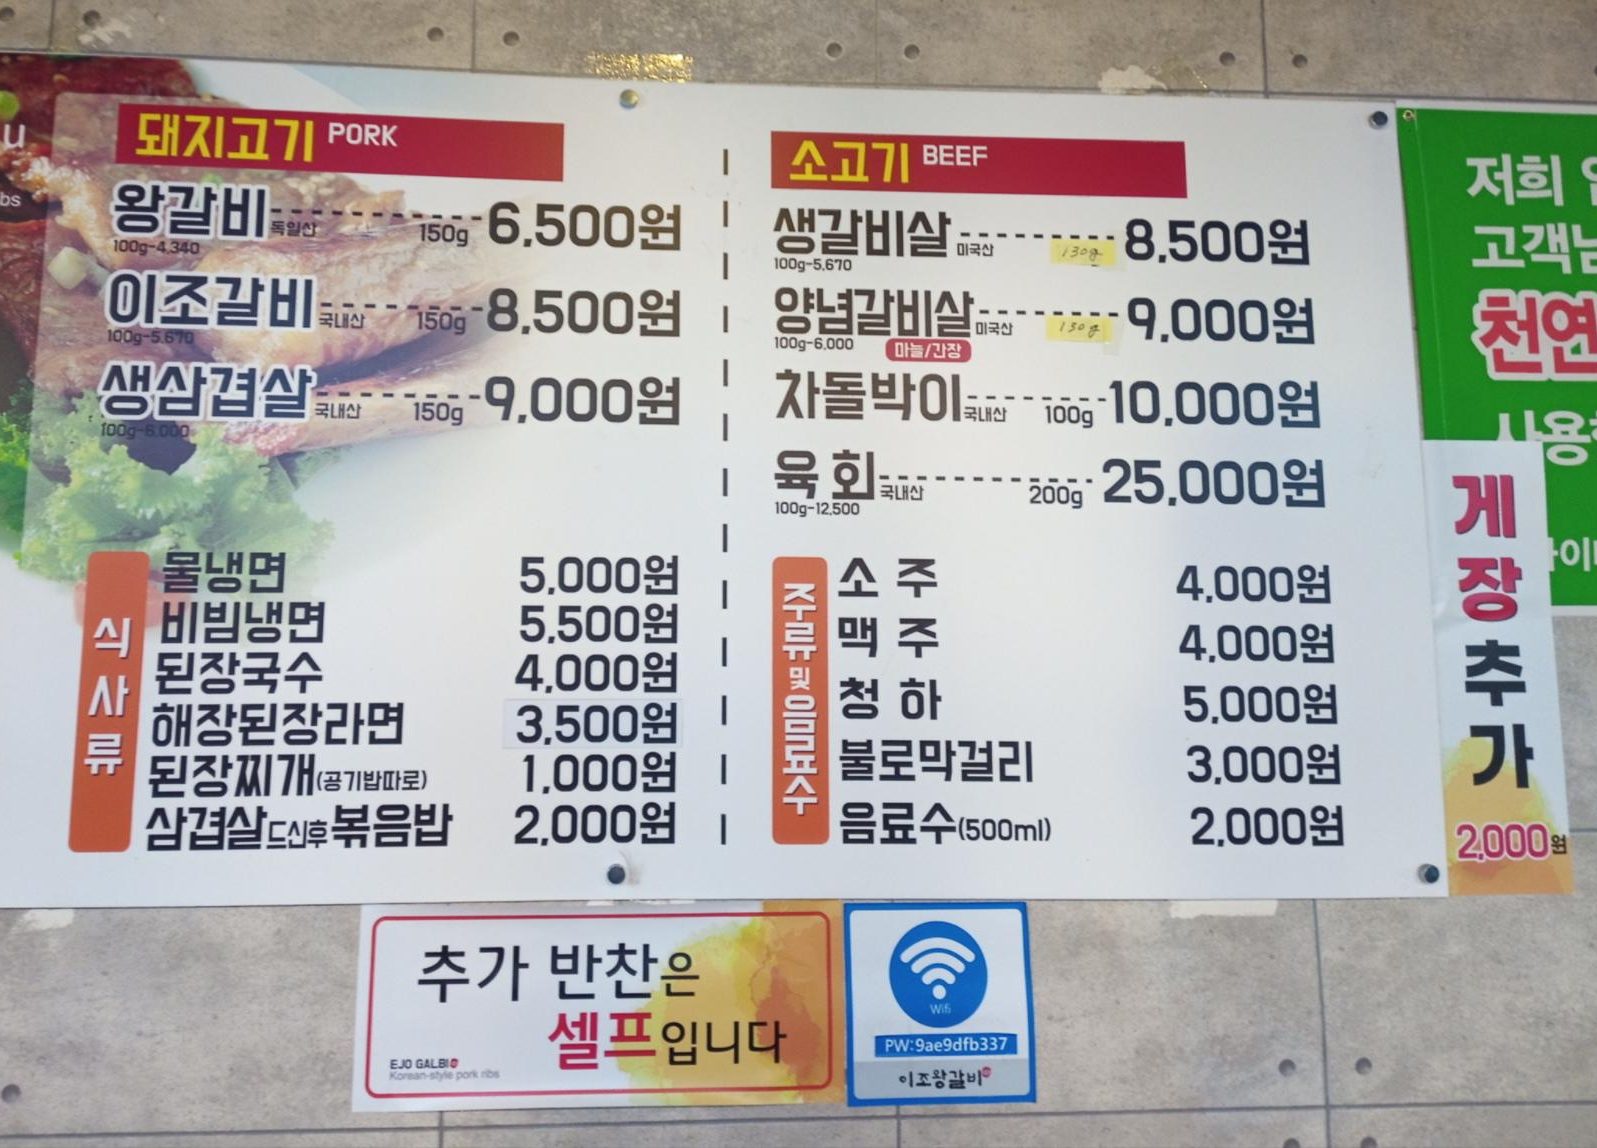 u
bs
돼지고기 PORK
왕갈비 독일산 150g 6,500원
100g-4,340
이조갈비 국내산 150g 8,500원
100g-5,670
생삼겹살 국내산 150g 9,000원
100g-6,000
식사류
물냉면 5,000원
비빔냉면 5,500원
된장국수 4,000원
해장된장라면 3,500원
된장찌개(공기밥따로) 1,000원
삼겹살드신후볶음밥 2,000원
소고기 BEEF
생갈비살 미국산 130g 8,500원
100g-5,670
양념갈비살 미국산 130g 9,000원
100g-6,000 마늘/간장
차돌박이 국내산 100g 10,000원
육회 국내산 200g 25,000원
100g-12,500
주류 및 음료수
소주 4,000원
맥주 4,000원
청하 5,000원
불로막걸리 3,000원
음료수(500ml) 2,000원
저희
고객님
천연
사용
게장추가
2,000원
추가 반찬은
셀프입니다
EJO GALBI
Korean-style pork ribs
Wifi
PW:9ae9dfb337
이조왕갈비